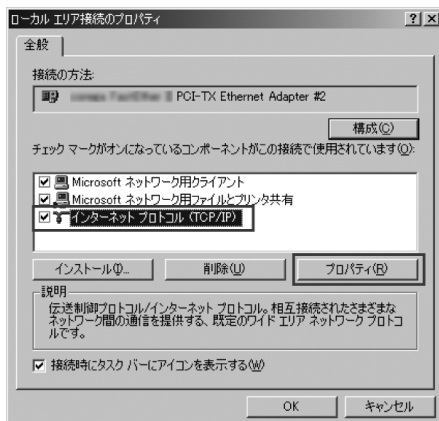 ローカル エリア接続のプロパティ
全般
接続の方法:
PCI-TX Ethernet Adapter #2
構成(C)
チェック マークがオンになっているコンポーネントがこの接続で使用されています(O):
Microsoft ネットワーク用クライアント
Microsoft ネットワーク用ファイルとプリンタ共有
インターネット プロトコル (TCP/IP)
インストール(I)...
削除(U)
プロパティ(R)
説明
伝送制御プロトコル/インターネット プロトコル。相互接続されたさまざまな
ネットワーク間の通信を提供する、既定のワイド エリア ネットワーク プロトコ
ルです。
接続時にタスク バーにアイコンを表示する(W)
OK
キャンセル